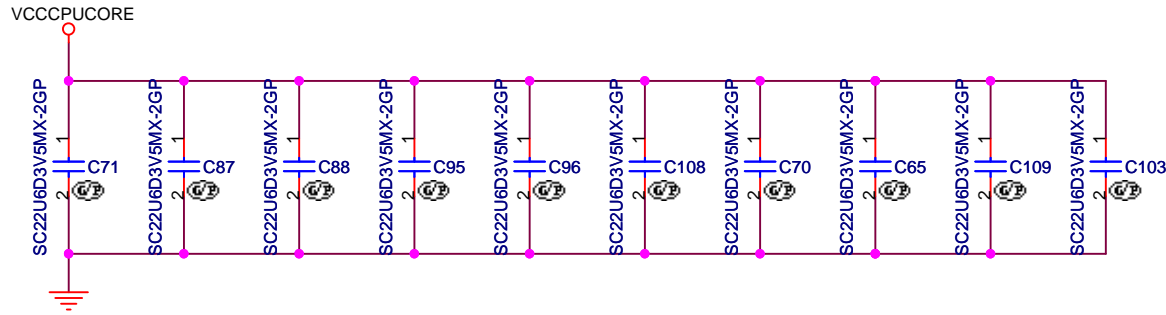 VCCCPUCORE
SC22U6D3V5MX-2GP
1
2
C71
G/P
SC22U6D3V5MX-2GP
1
2
C87
G/P
SC22U6D3V5MX-2GP
1
2
C88
G/P
SC22U6D3V5MX-2GP
1
2
C95
G/P
SC22U6D3V5MX-2GP
1
2
C96
G/P
SC22U6D3V5MX-2GP
1
2
C108
G/P
SC22U6D3V5MX-2GP
1
2
C70
G/P
SC22U6D3V5MX-2GP
1
2
C65
G/P
SC22U6D3V5MX-2GP
1
2
C109
G/P
SC22U6D3V5MX-2GP
1
2
C103
G/P